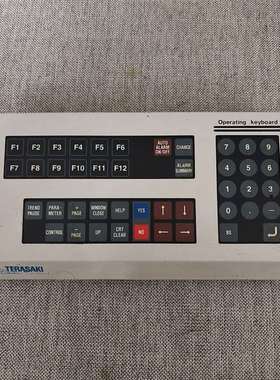 Operating keyboard
F1 F2 F3 F4 F5 F6
AUTO ALARM ON/OFF
CHANGE
7 8 9
F7 F8 F9 F10 F11 F12
ALARM SUMMARY
4 5 6
1 2 3
TREND PAUSE
PARA- METER
+ PAGE
WINDOW CLOSE
HELP
YES
↑ → 
0 . -
CONTROL
- PAGE
UP
CRT CLEAR
NO
← ↓
BS
TERASAKI